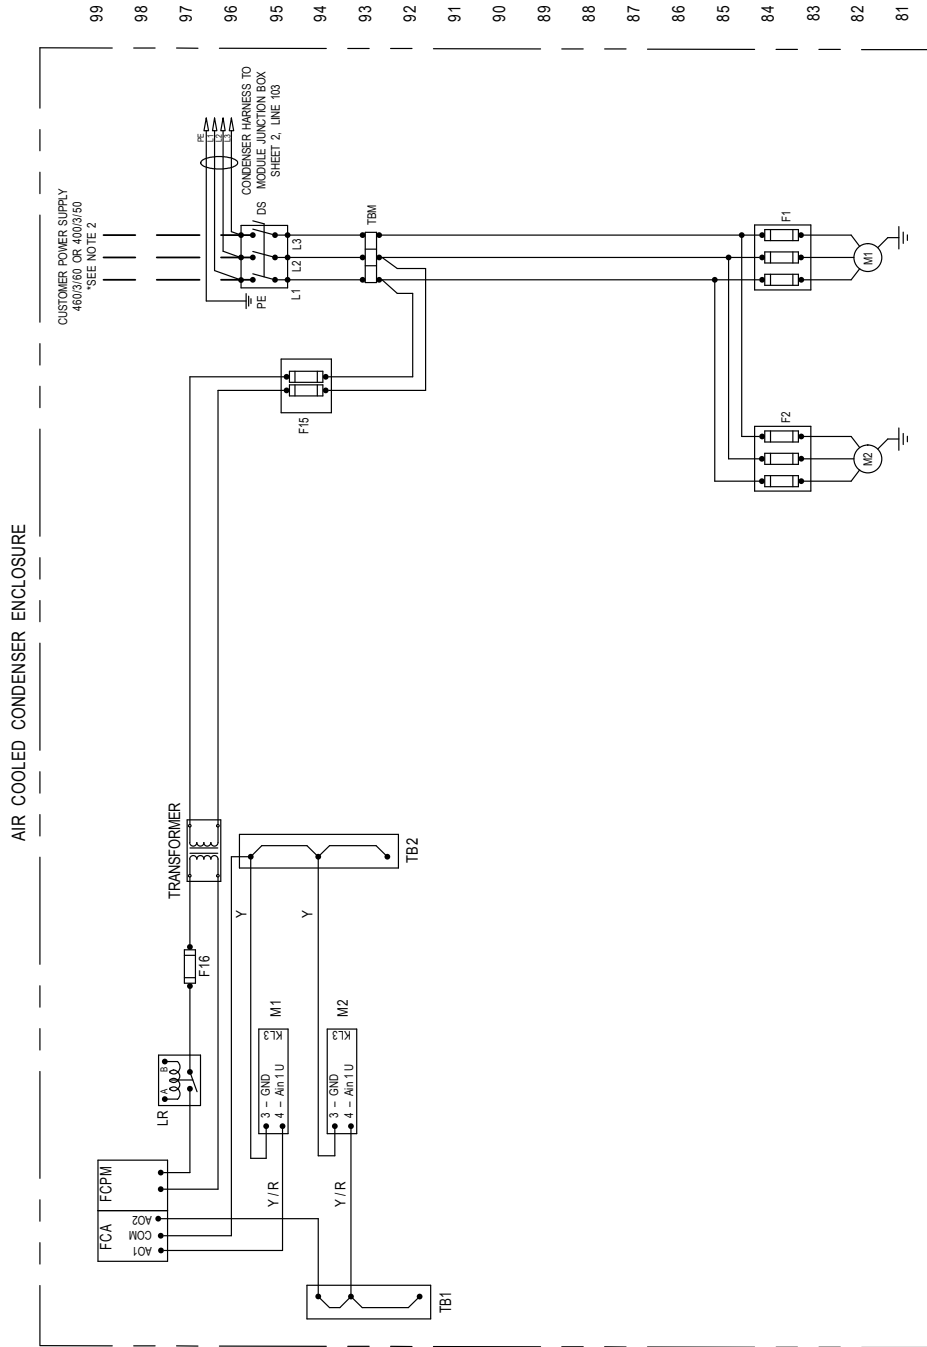 99
98
97
96
95
94
93
92
91
90
89
88
87
86
85
84
83
82
81
AIR COOLED CONDENSER ENCLOSURE
CUSTOMER POWER SUPPLY
460/3/60 OR 400/3/50
*SEE NOTE 2
PE
L1
L2
L3
CONDENSER HARNESS TO
MODULE JUNCTION BOX
SHEET 2, LINE 103
DS
PE
L1
L2
L3
TBM
F1
M1
F2
M2
F15
TRANSFORMER
F16
LR
A
B
FCPM
FCA
AO1
COM
AO2
TB2
Y
Y
M1
KL3
3 - GND
4 - Ain 1 U
M2
KL3
3 - GND
4 - Ain 1 U
Y / R
Y / R
TB1